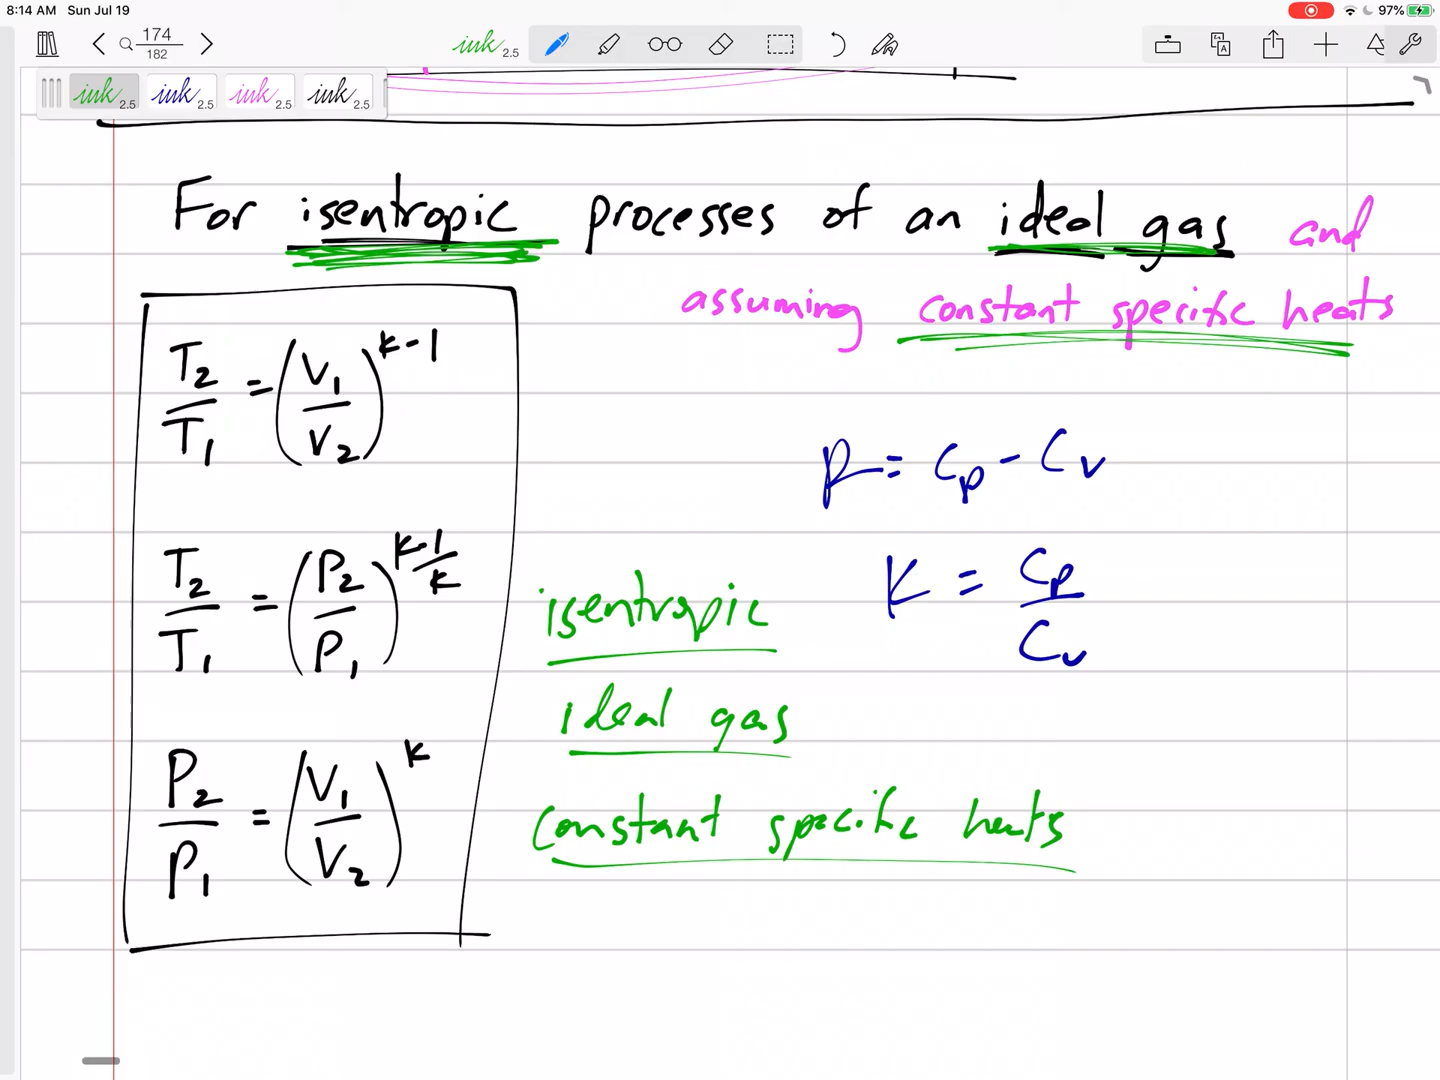 8:14 AM Sun Jul 19
97%
174
182
ink 2.5
ink 2.5 ink 2.5 ink 2.5 ink 2.5
For isentropic processes of an ideal gas and
assuming constant specific heats
T₂/T₁ = (V₁/V₂)^(k-1)
R = Cp - Cv
T₂/T₁ = (P₂/P₁)^((k-1)/k)
K = Cp/Cv
isentropic
ideal gas
P₂/P₁ = (V₁/V₂)^k
constant specific heats